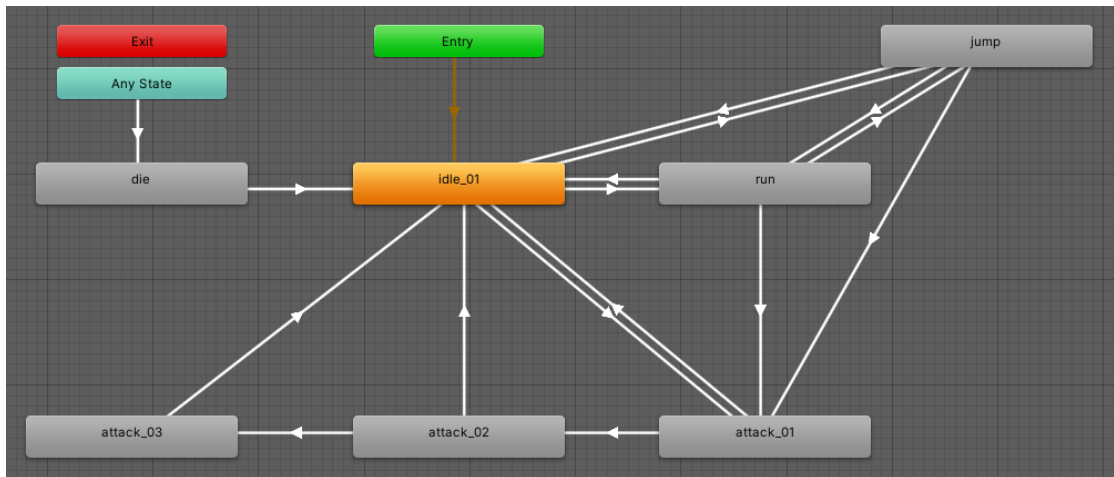 Exit
Entry
jump
Any State
die
idle_01
run
attack_03
attack_02
attack_01